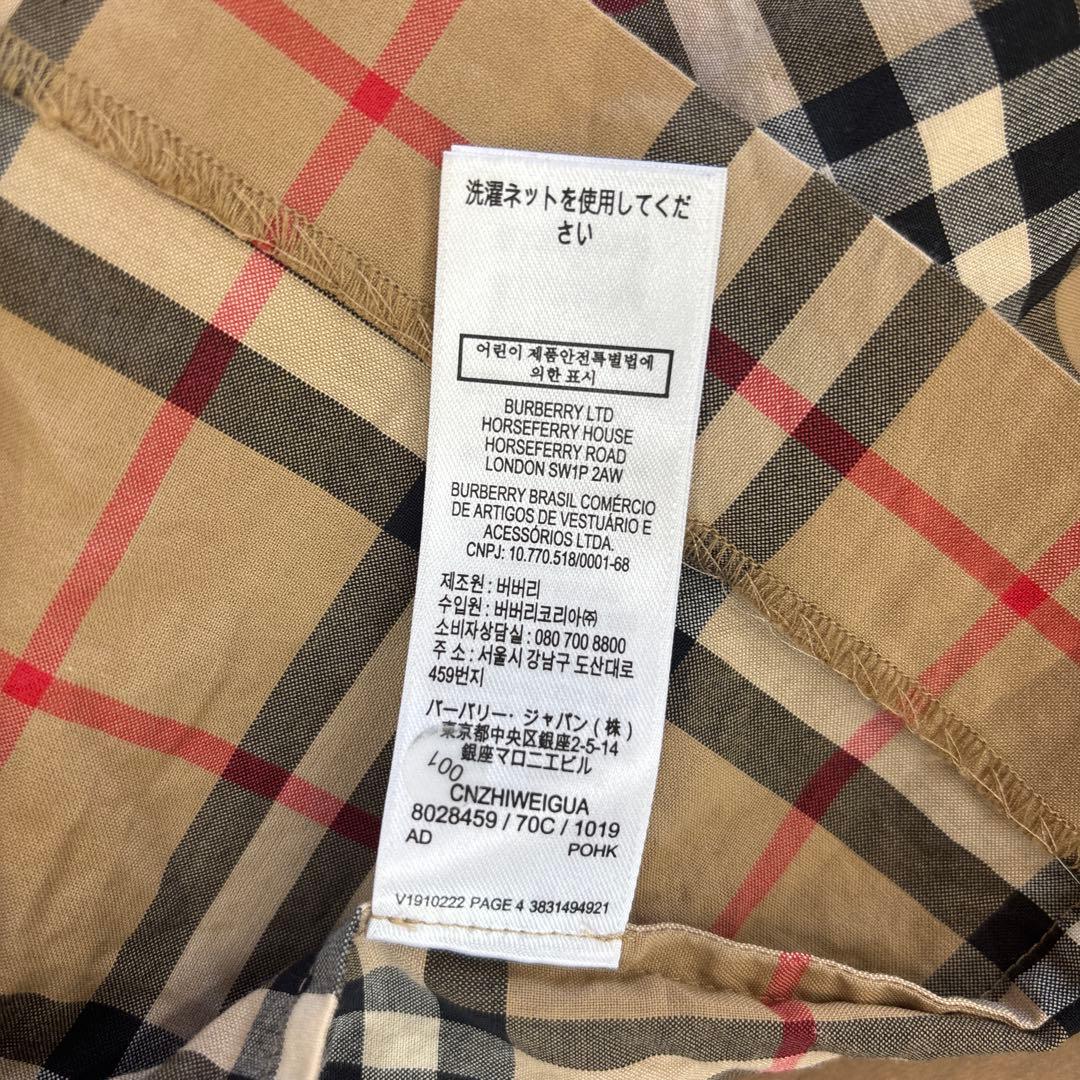 洗濯ネットを使用してくだ
さい
어린이 제품안전특별법에
의한 표시
BURBERRY LTD
HORSEFERRY HOUSE
HORSEFERRY ROAD
LONDON SW1P 2AW
BURBERRY BRASIL COMÉRCIO
DE ARTIGOS DE VESTUÁRIO E
ACESSÓRIOS LTDA.
CNPJ: 10.770.518/0001-68
제조원 : 버버리
수입원 : 버버리코리아㈜
소비자상담실 : 080 700 8800
주 소 : 서울시 강남구 도산대로
459번지
バーバリー・ジャパン(株)
東京都中央区銀座2-5-14
銀座マロニエビル
001
CNZHIWEIGUA
8028459 / 70C / 1019
AD POHK
V1910222 PAGE 4 3831494921